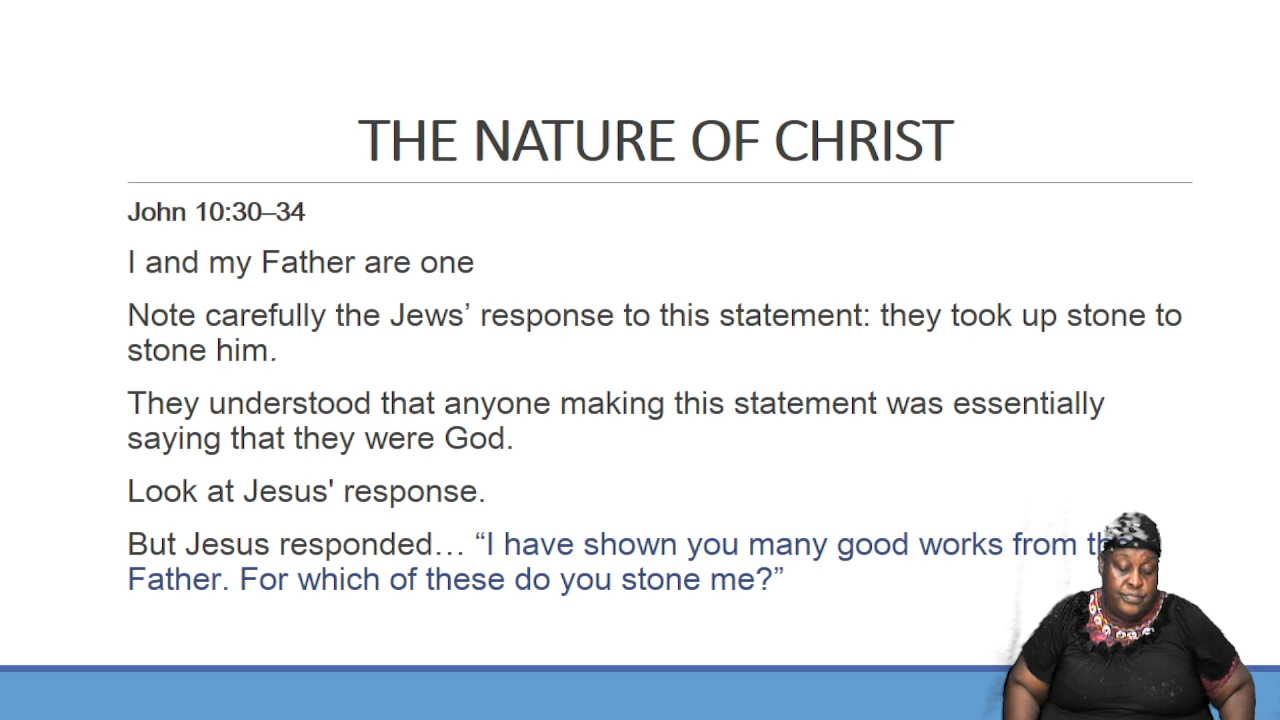 THE NATURE OF CHRIST
John 10:30–34
I and my Father are one
Note carefully the Jews’ response to this statement: they took up stone to
stone him.
They understood that anyone making this statement was essentially
saying that they were God.
Look at Jesus' response.
But Jesus responded… “I have shown you many good works from
Father. For which of these do you stone me?”